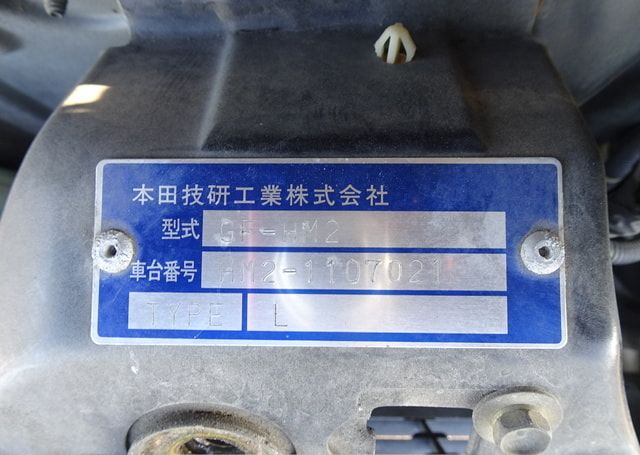 本田技研工業株式会社
型式 GF-HM2
車台番号 HM2-1107021
TYPE L